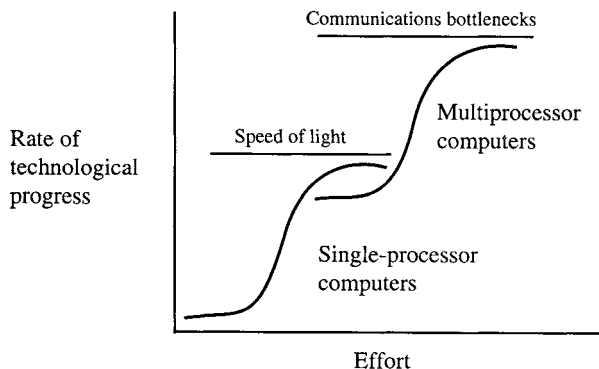 Communications bottlenecks
Multiprocessor
computers
Rate of
technological
progress
Speed of light
Single-processor
computers
Effort